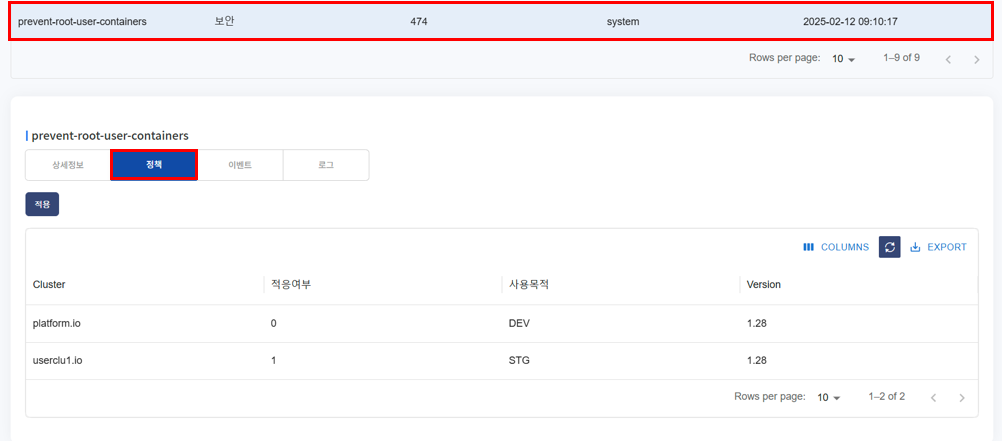 prevent-root-user-containers 보안 474 system 2025-02-12 09:10:17
Rows per page: 10 1–9 of 9
prevent-root-user-containers
상세정보 정책 이벤트 로그
적용
COLUMNS EXPORT
Cluster 적응여부 사용목적 Version
platform.io 0 DEV 1.28
userclu1.io 1 STG 1.28
Rows per page: 10 1–2 of 2